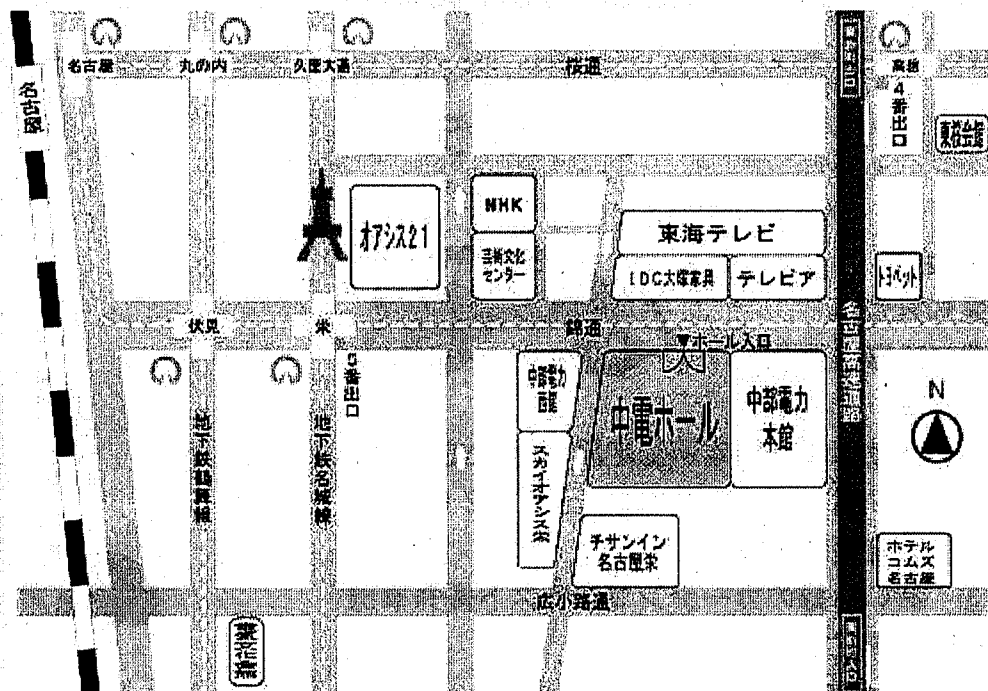 名古屋
丸の内
久屋大通
桜通
高岳
名古屋
4番出口
東桜会館
NHK
オアシス21
芸術文化
センター
東海テレビ
IDC大塚家具
テレピア
トヨペット
伏見
栄
錦通
▼ホール入口
名古屋高速道路
中部電力
西館
中電ホール
中部電力
本館
N
地下鉄鶴舞線
地下鉄名城線
スカイオアシス栄
チサンイン
名古屋栄
ホテル
コムズ
名古屋
広小路通